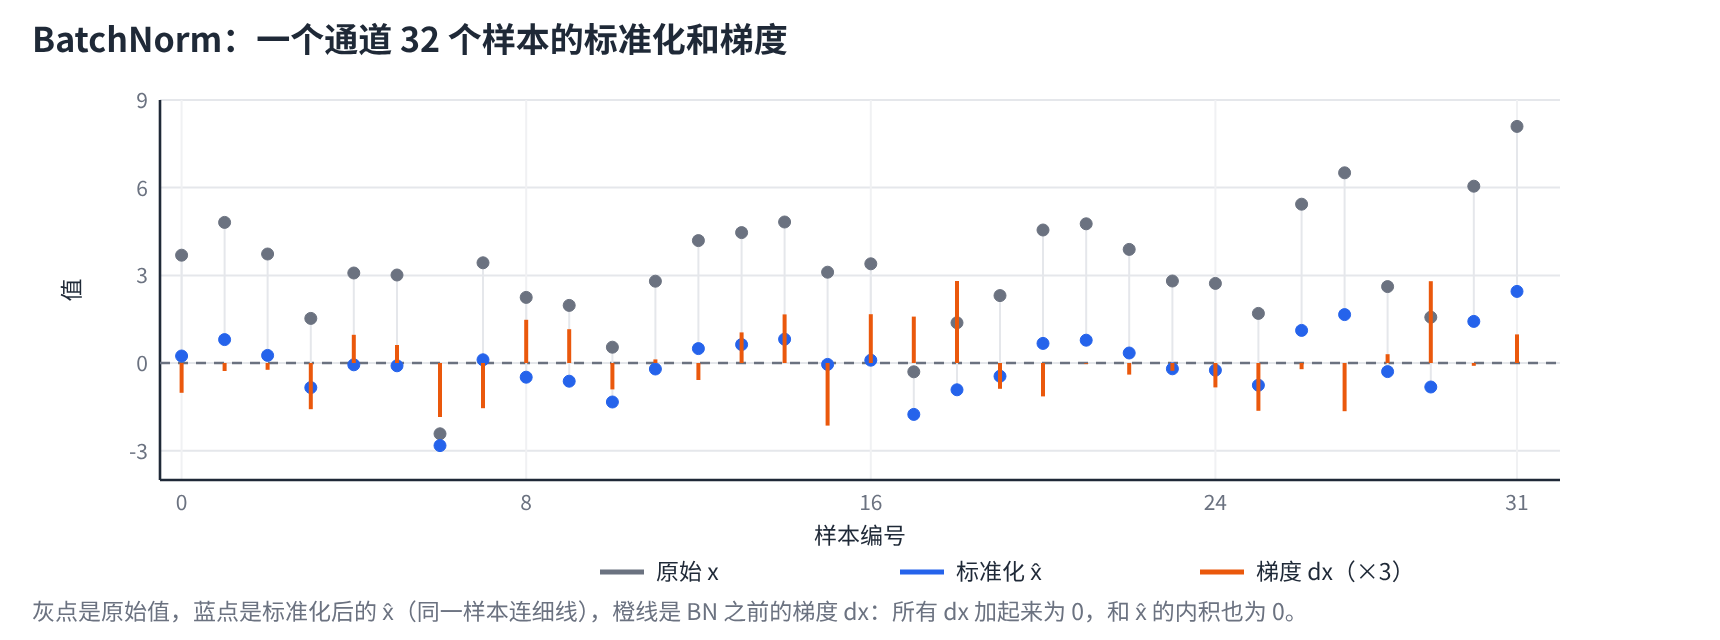 BatchNorm：一个通道 32 个样本的标准化和梯度
9
6
3
0
-3
值
0 8 16 24 31
样本编号
原始 x 标准化 x̂ 梯度 dx（×3）
灰点是原始值，蓝点是标准化后的 x̂（同一样本连细线），橙线是 BN 之前的梯度 dx：所有 dx 加起来为 0，和 x̂ 的内积也为 0。